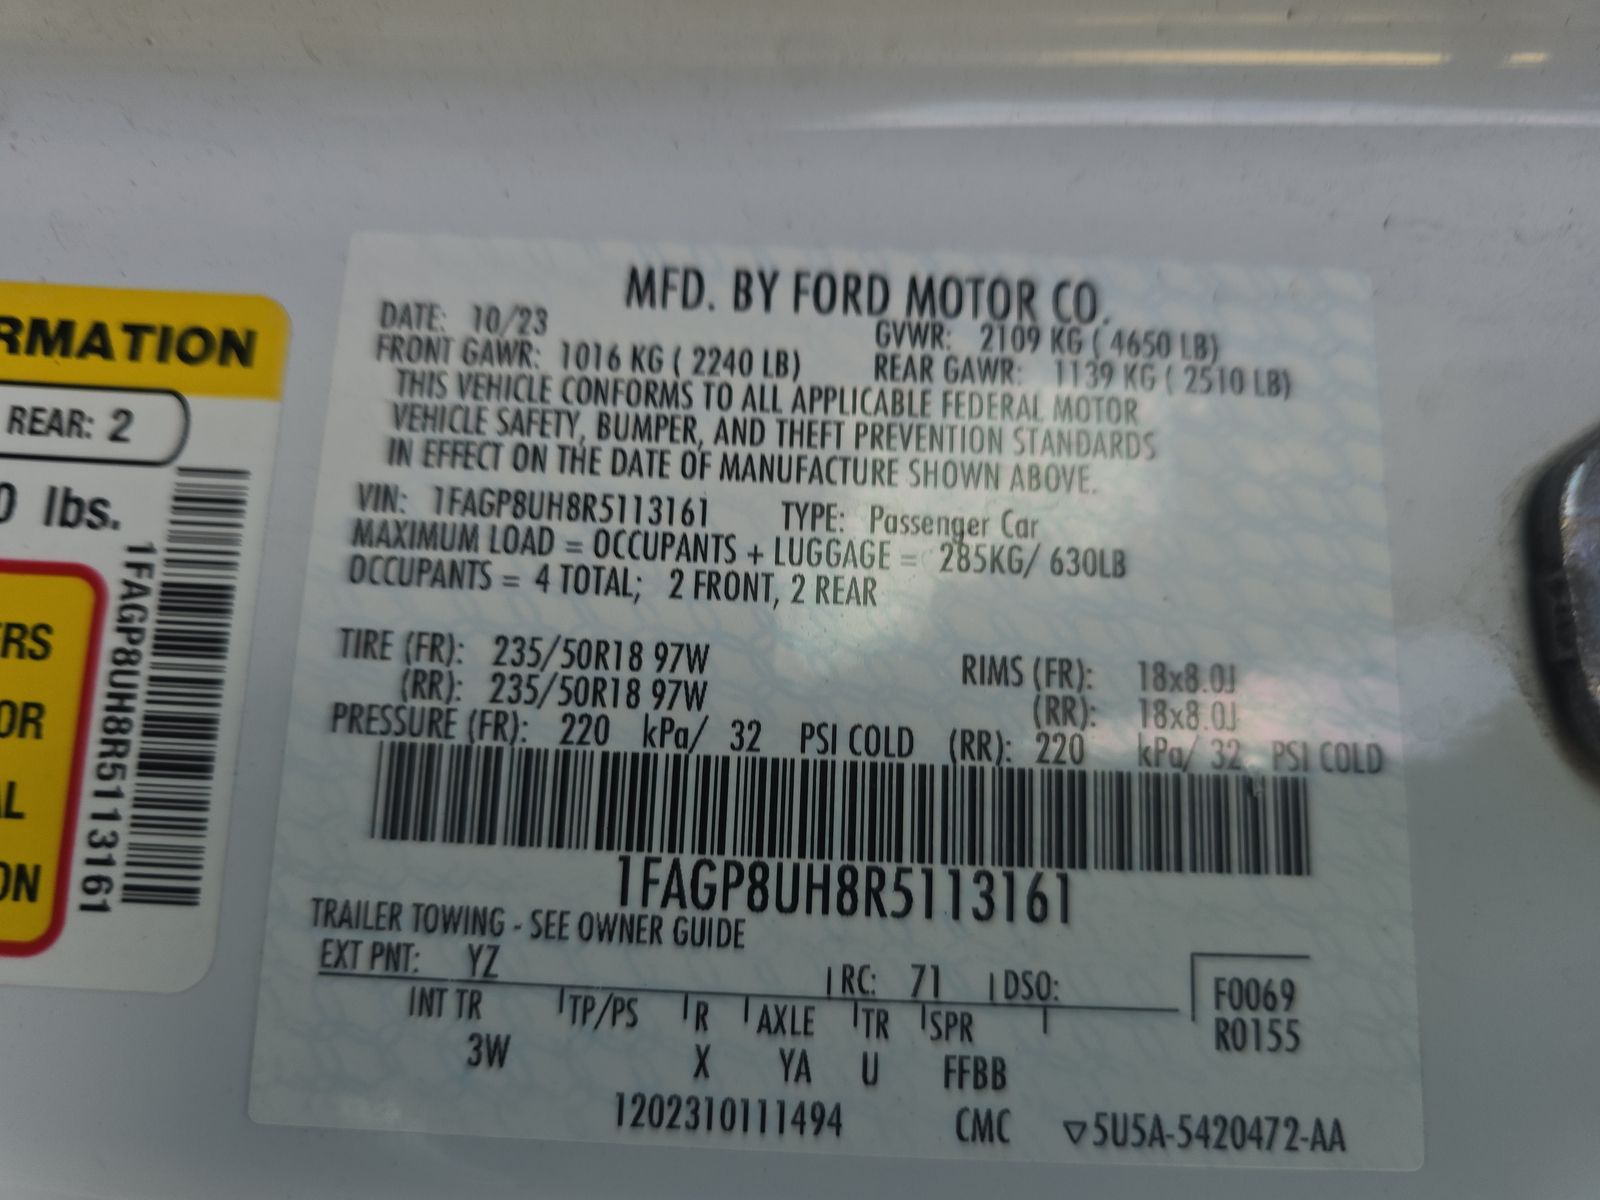 RMATION
REAR: 2
0 lbs.
1FAGP8UH8R5113161
ERS
OR
AL
ON
MFD. BY FORD MOTOR CO.
DATE: 10/23 GVWR: 2109 KG ( 4650 LB)
FRONT GAWR: 1016 KG ( 2240 LB) REAR GAWR: 1139 KG ( 2510 LB)
THIS VEHICLE CONFORMS TO ALL APPLICABLE FEDERAL MOTOR
VEHICLE SAFETY, BUMPER, AND THEFT PREVENTION STANDARDS
IN EFFECT ON THE DATE OF MANUFACTURE SHOWN ABOVE.
VIN: 1FAGP8UH8R5113161 TYPE: Passenger Car
MAXIMUM LOAD = OCCUPANTS + LUGGAGE = 285KG/ 630LB
OCCUPANTS = 4 TOTAL; 2 FRONT, 2 REAR
TIRE (FR): 235/50R18 97W RIMS (FR): 18x8.0J
(RR): 235/50R18 97W (RR): 18x8.0J
PRESSURE (FR): 220 kPa/ 32 PSI COLD (RR): 220 kPa/ 32 PSI COLD
1FAGP8UH8R5113161
TRAILER TOWING - SEE OWNER GUIDE
EXT PNT: YZ RC: 71 DSO: F0069
INT TR TP/PS R AXLE TR SPR R0155
3W X YA U FFBB
1202310111494 CMC ▽5U5A-5420472-AA